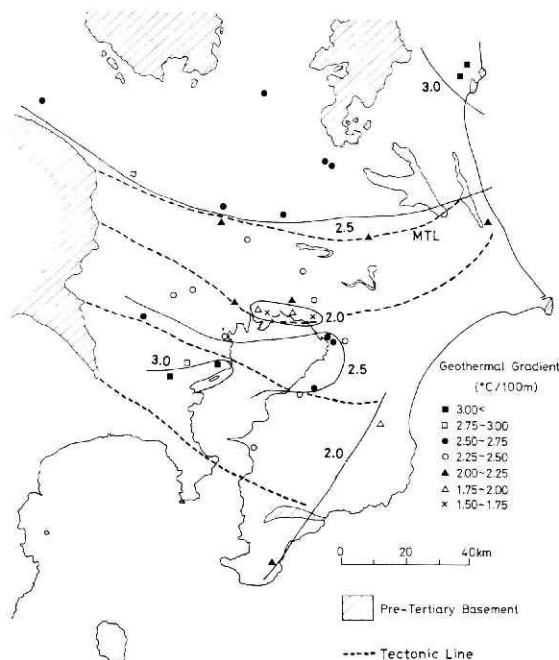 3.0
2.5
MTL
2.0
3.0
2.5
2.0
Geothermal Gradient
(°C/100m)
■ 3.00<
□ 2.75~3.00
● 2.50~2.75
○ 2.25~2.50
▲ 2.00~2.25
△ 1.75~2.00
× 1.50~1.75
0 20 40km
Pre-Tertiary Basement
Tectonic Line